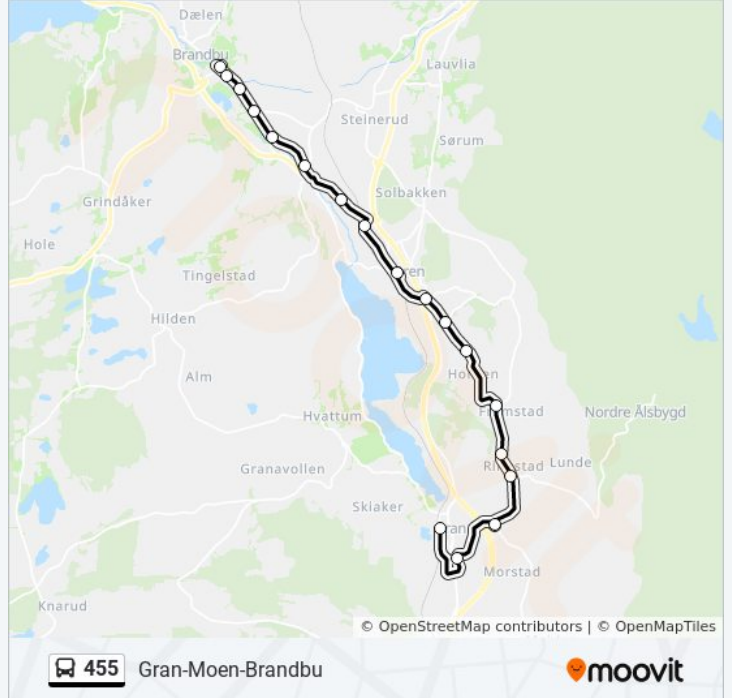 Dælen
Brandbu
Lauvlia
Steinerud
Sørum
Solbakken
Grindåker
Hole
Tingelstad
Hilden
Alm
Hvattum
Nordre Ålsbygd
Granavollen
Lunde
Skiaker
Morstad
Knarud
© OpenStreetMap contributors | © OpenMapTiles
455 Gran-Moen-Brandbu
moovit